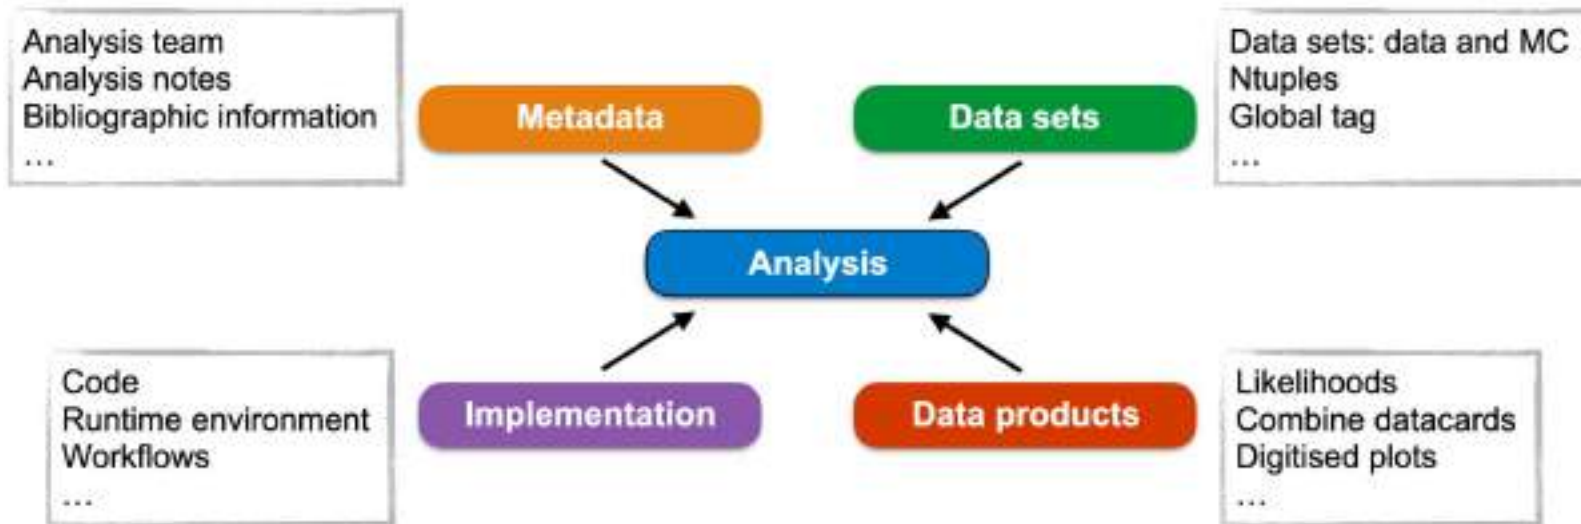 Analysis team
Analysis notes
Bibliographic information
…
Metadata
Data sets
Data sets: data and MC
Ntuples
Global tag
…
Analysis
Code
Runtime environment
Workflows
…
Implementation
Data products
Likelihoods
Combine datacards
Digitised plots
…